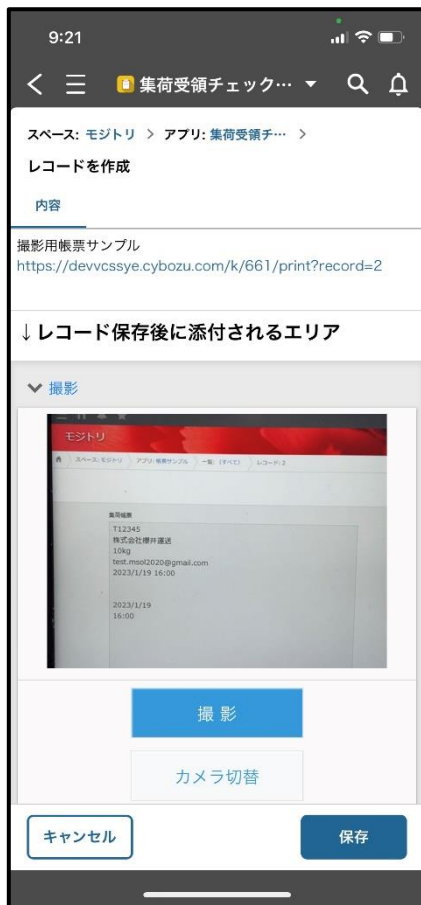 9:21
集荷受領チェック…
スペース: モジトリ > アプリ: 集荷受領チ… >
レコードを作成
内容
撮影用帳票サンプル
https://devvcssye.cybozu.com/k/661/print?record=2
↓レコード保存後に添付されるエリア
撮影
モジトリ
スペース: モジトリ 〉 アプリ: 帳票サンプル 〉 一覧: (すべて) 〉 レコード: 2
集荷帳票
T12345
株式会社櫻井運送
10kg
test.msol2020@gmail.com
2023/1/19 16:00
2023/1/19
16:00
撮影
カメラ切替
キャンセル
保存